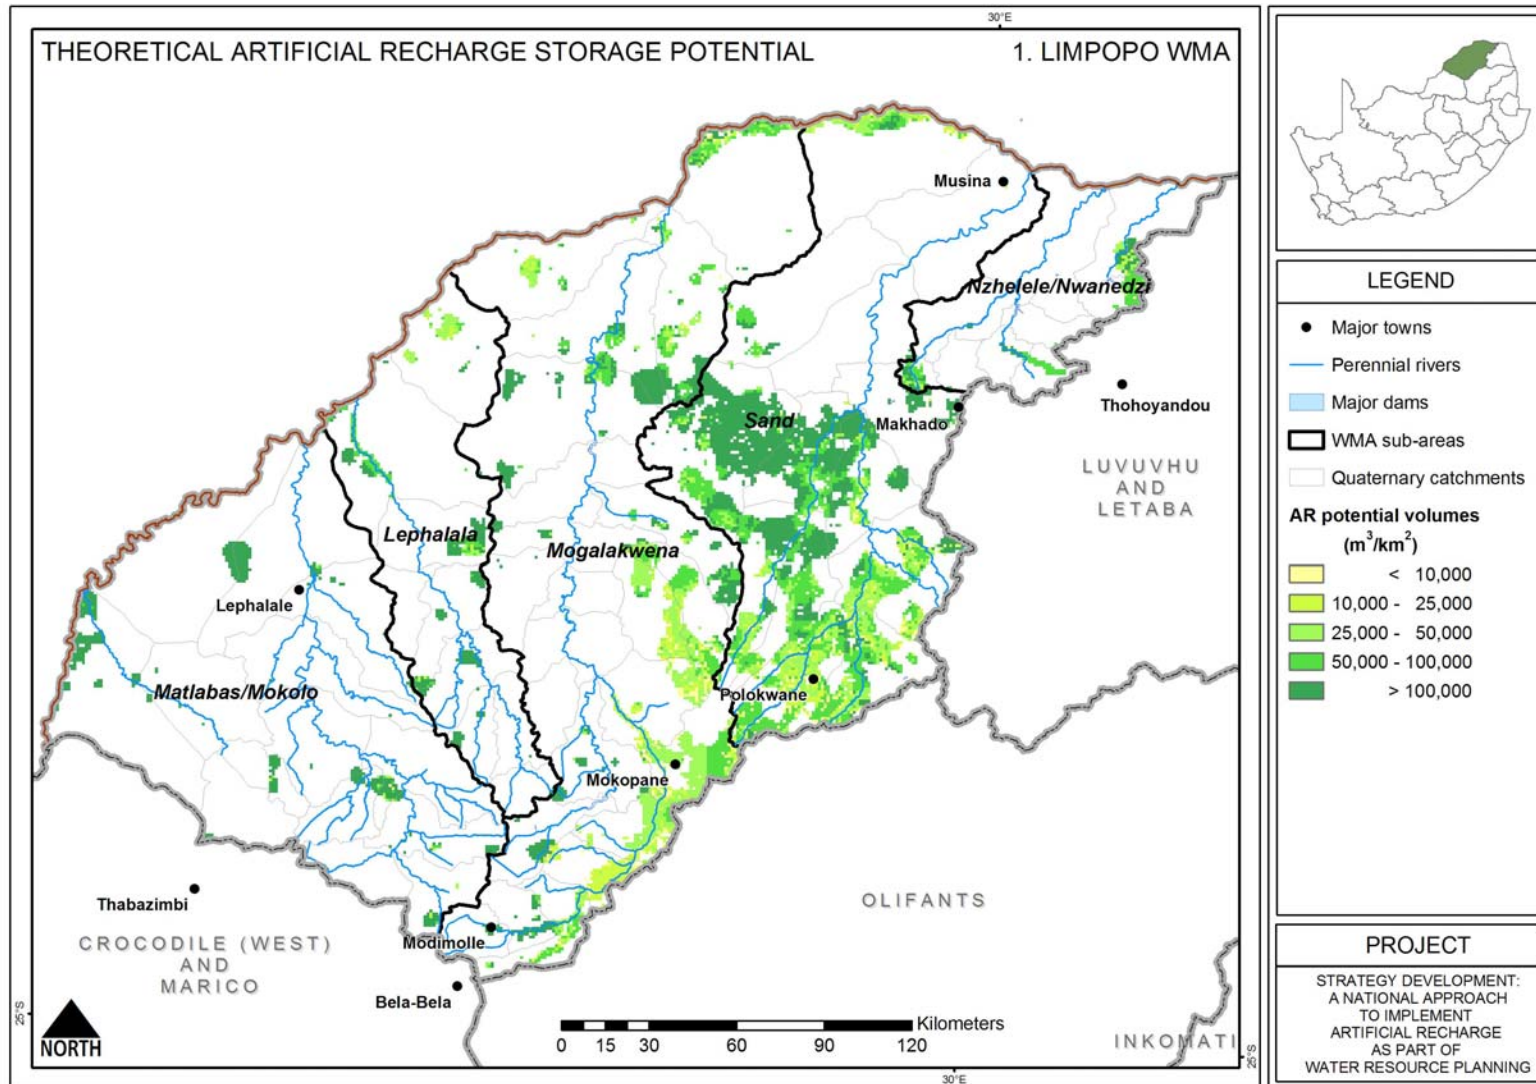 30°E
THEORETICAL ARTIFICIAL RECHARGE STORAGE POTENTIAL
1. LIMPOPO WMA
Musina
Nzhelele/Nwanedzi
Thohoyandou
Sand
Makhado
LUVUVHU
AND
LETABA
Lephalala
Mogalakwena
Lephalale
Matlabas/Mokolo
Polokwane
Mokopane
Thabazimbi
OLIFANTS
CROCODILE (WEST)
AND
MARICO
Modimolle
Bela-Bela
25°S
NORTH
Kilometers
0 15 30 60 90 120
INKOMATI
25°S
30°E
LEGEND
Major towns
Perennial rivers
Major dams
WMA sub-areas
Quaternary catchments
AR potential volumes
(m³/km²)
< 10,000
10,000 - 25,000
25,000 - 50,000
50,000 - 100,000
> 100,000
PROJECT
STRATEGY DEVELOPMENT:
A NATIONAL APPROACH
TO IMPLEMENT
ARTIFICIAL RECHARGE
AS PART OF
WATER RESOURCE PLANNING